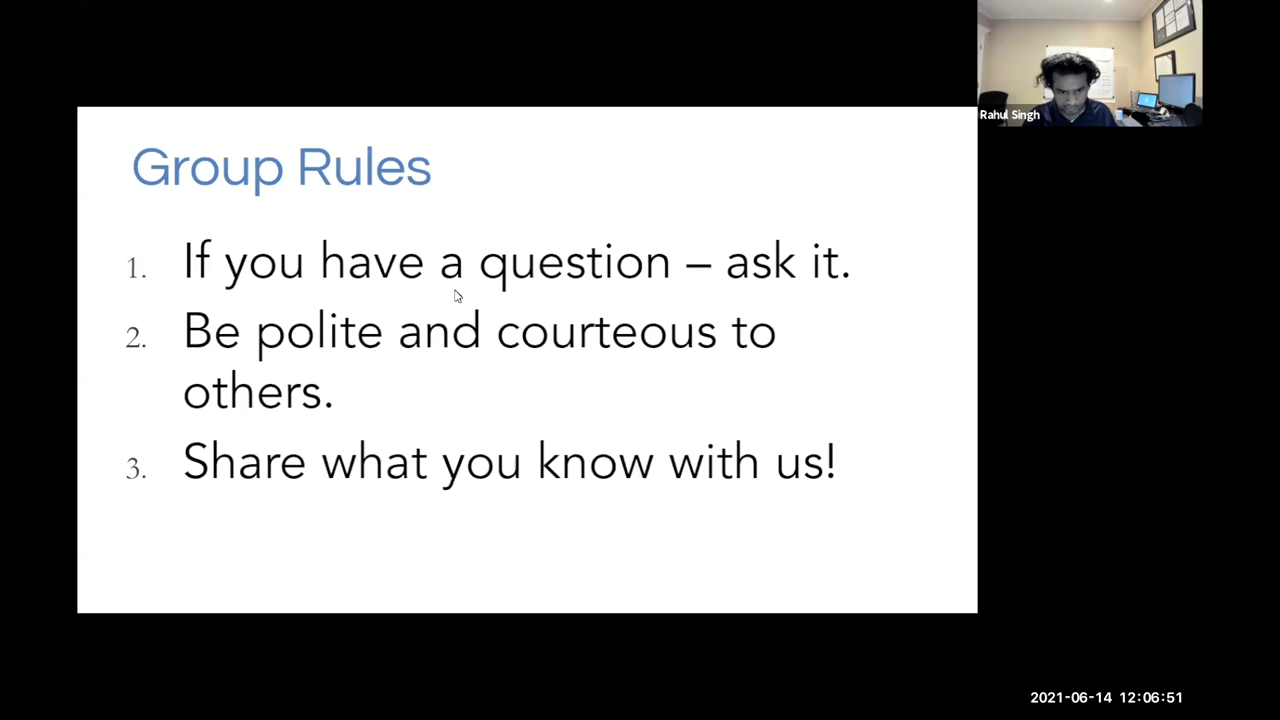 Rahul Singh
Group Rules
1. If you have a question – ask it.
2. Be polite and courteous to
others.
3. Share what you know with us!
2021-06-14 12:06:51